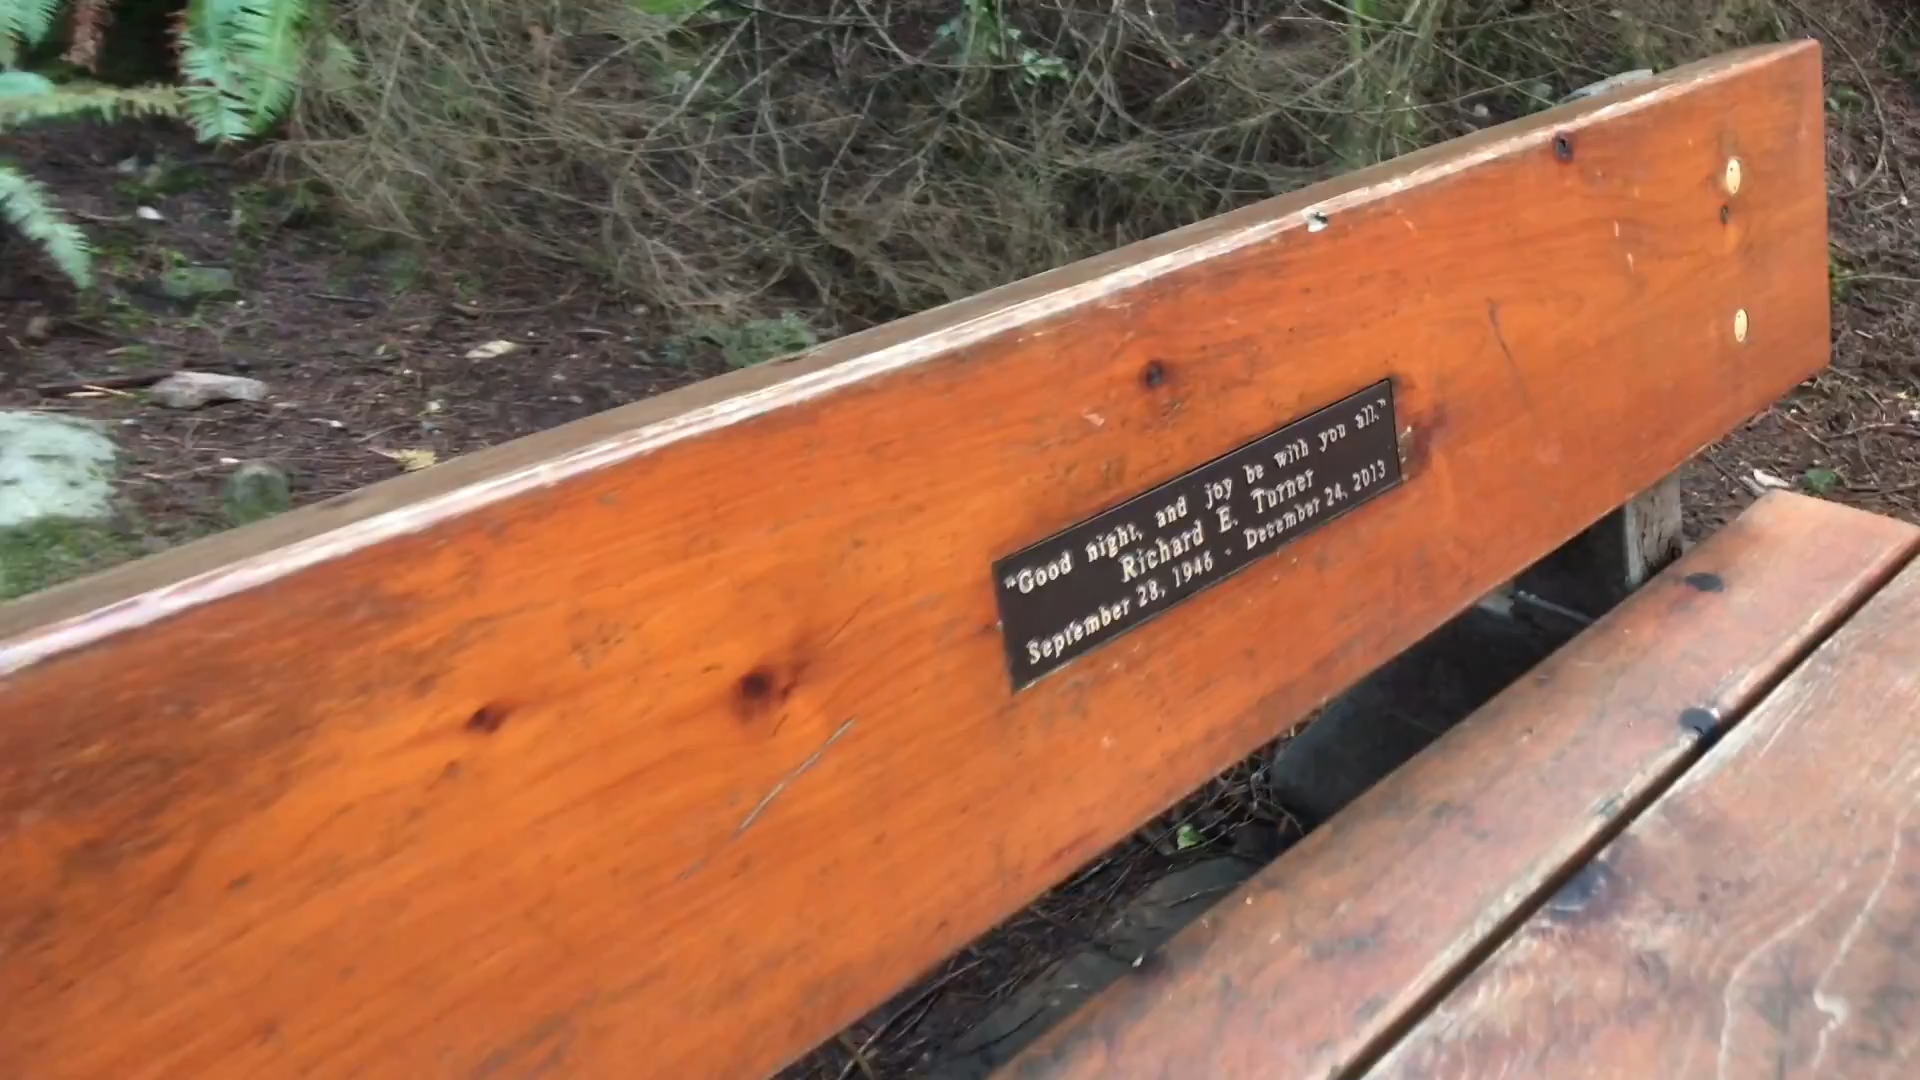 "Good night, and joy be with you all."
Richard E. Turner
September 28, 1946 - December 24, 2013